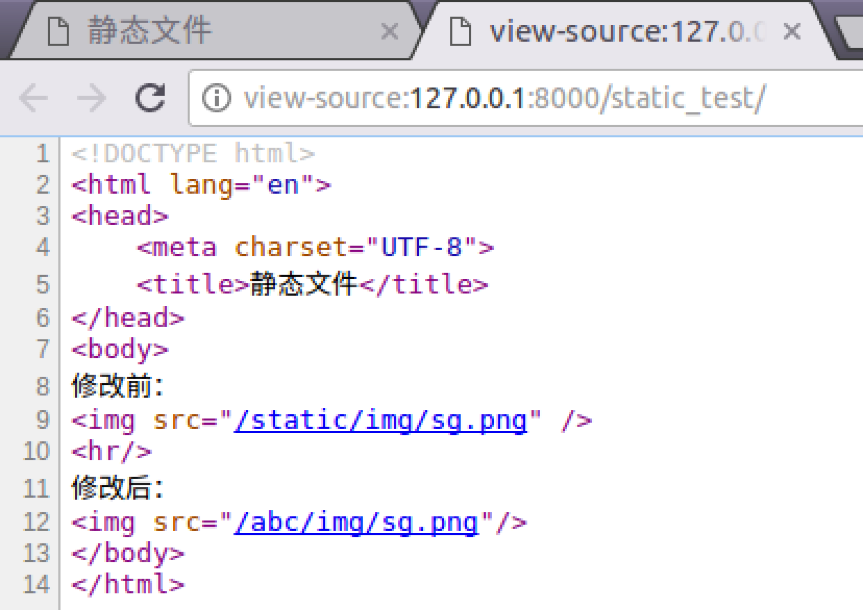 静态文件
view-source:127.0.0
view-source:127.0.0.1:8000/static_test/
1 <!DOCTYPE html>
2 <html lang="en">
3 <head>
4     <meta charset="UTF-8">
5     <title>静态文件</title>
6 </head>
7 <body>
8 修改前：
9 <img src="/static/img/sg.png" />
10 <hr/>
11 修改后：
12 <img src="/abc/img/sg.png"/>
13 </body>
14 </html>